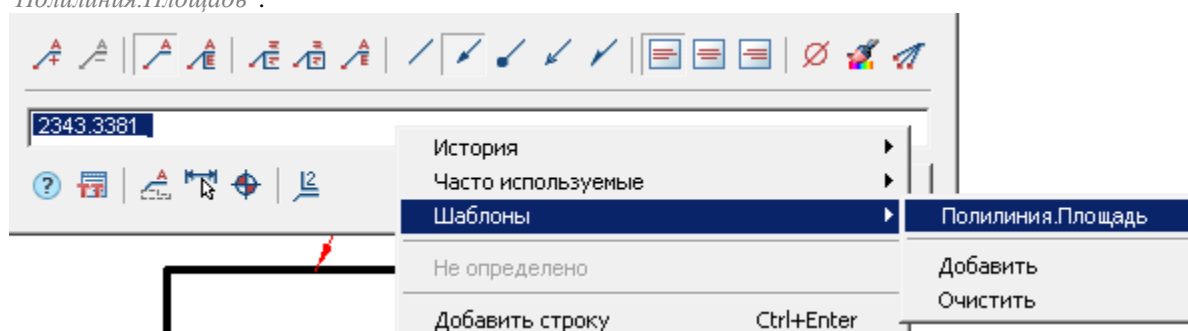 "Полилиния.Площадь".
2343.3381
История
Часто используемые
Шаблоны
Полилиния.Площадь
Не определено
Добавить
Очистить
Добавить строку Ctrl+Enter